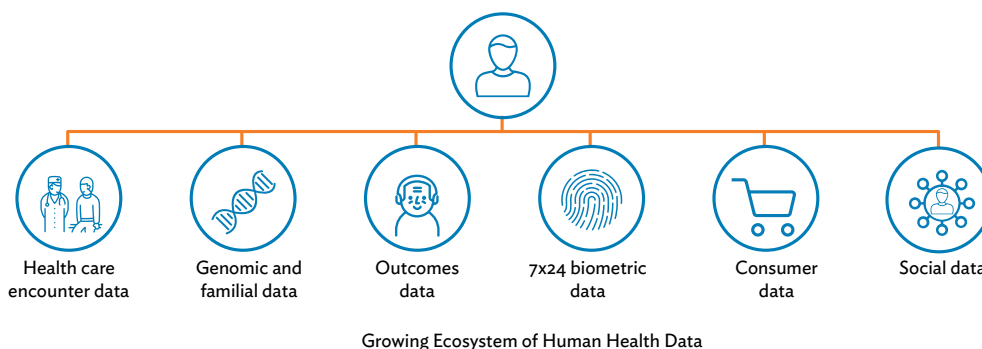 Health care
encounter data
Genomic and
familial data
Outcomes
data
7x24 biometric
data
Consumer
data
Social data
Growing Ecosystem of Human Health Data